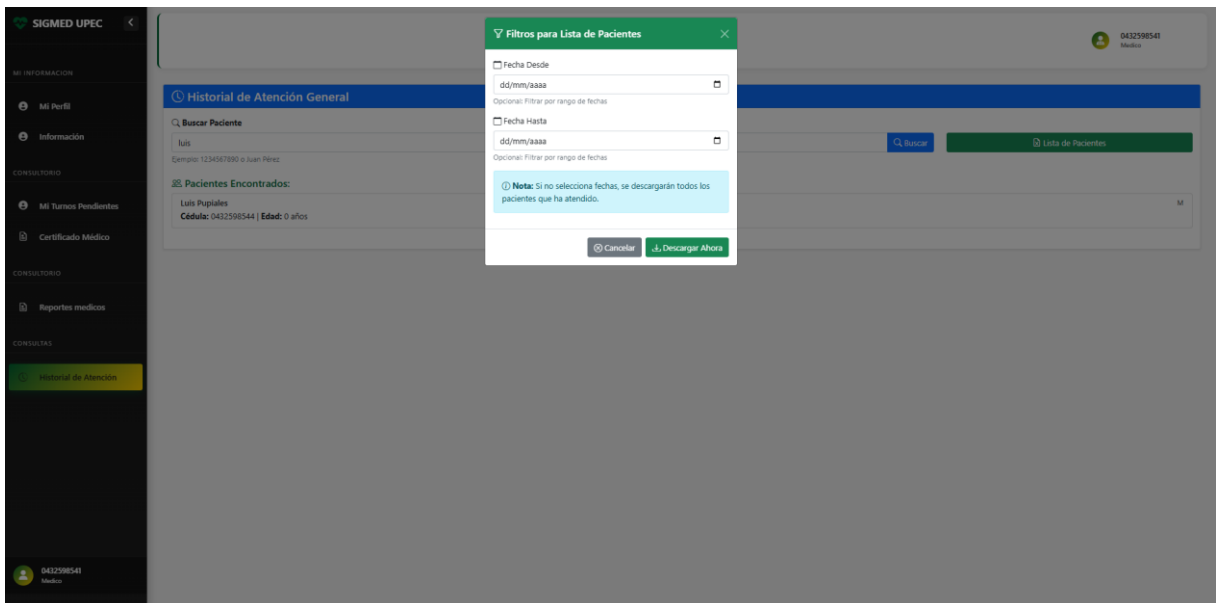 SIGMED UPEC
MI INFORMACION
Mi Perfil
Información
CONSULTORIO
Mi Turnos Pendientes
Certificado Médico
CONSULTORIO
Reportes medicos
CONSULTAS
Historial de Atención
0432598541
Medico
0432598541
Medico
Historial de Atención General
Buscar Paciente
luis
Buscar
Lista de Pacientes
Ejemplo: 1234567890 o Juan Pérez
Pacientes Encontrados:
Luis Pupiales
M
Cédula: 0432598544 | Edad: 0 años
Filtros para Lista de Pacientes
Fecha Desde
dd/mm/aaaa
Opcional: Filtrar por rango de fechas
Fecha Hasta
dd/mm/aaaa
Opcional: Filtrar por rango de fechas
Nota: Si no selecciona fechas, se descargarán todos los
pacientes que ha atendido.
Cancelar
Descargar Ahora